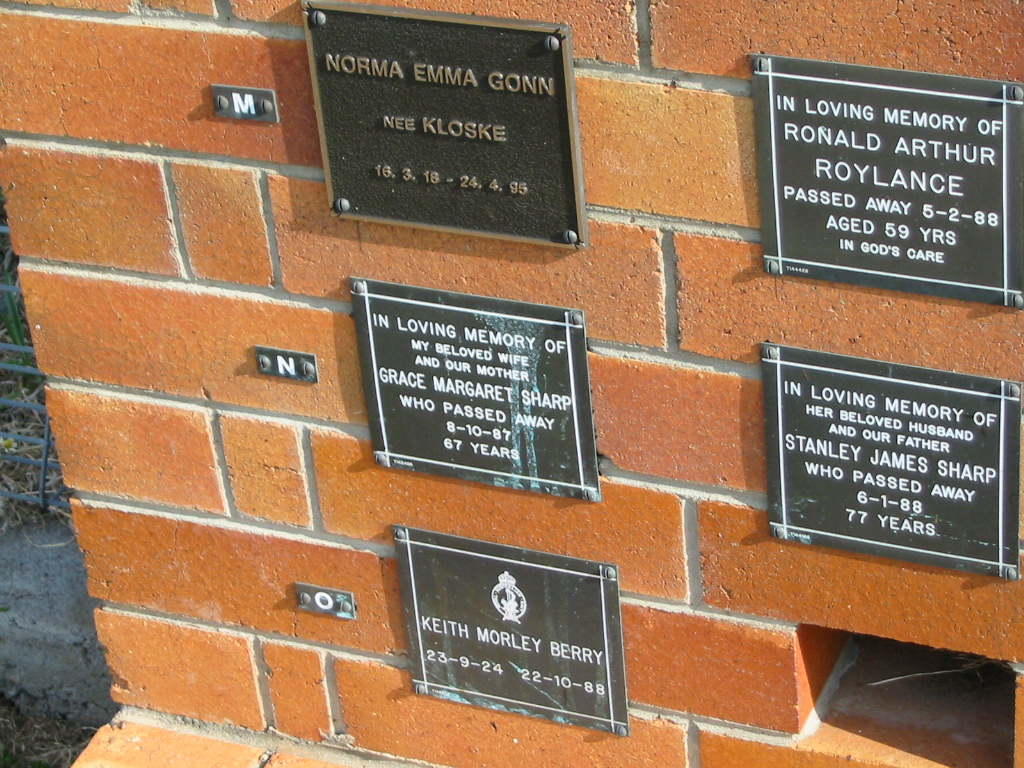 M
NORMA EMMA GONN
NEE KLOSKE
16. 3. 18 - 24. 4. 95
IN LOVING MEMORY OF
RONALD ARTHUR
ROYLANCE
PASSED AWAY 5-2-88
AGED 59 YRS
IN GOD'S CARE
N
IN LOVING MEMORY OF
MY BELOVED WIFE
AND OUR MOTHER
GRACE MARGARET SHARP
WHO PASSED AWAY
8-10-87
67 YEARS
IN LOVING MEMORY OF
HER BELOVED HUSBAND
AND OUR FATHER
STANLEY JAMES SHARP
WHO PASSED AWAY
6-1-88
77 YEARS
O
KEITH MORLEY BERRY
23-9-24 22-10-88